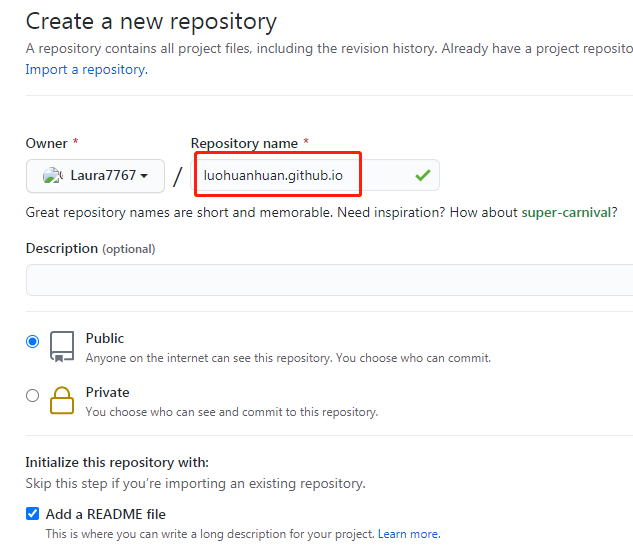 Create a new repository
A repository contains all project files, including the revision history. Already have a project reposito
Import a repository.
Owner * Repository name *
Laura7767 / luohuanhuan.github.io
Great repository names are short and memorable. Need inspiration? How about super-carnival?
Description (optional)
Public
Anyone on the internet can see this repository. You choose who can commit.
Private
You choose who can see and commit to this repository.
Initialize this repository with:
Skip this step if you're importing an existing repository.
Add a README file
This is where you can write a long description for your project. Learn more.